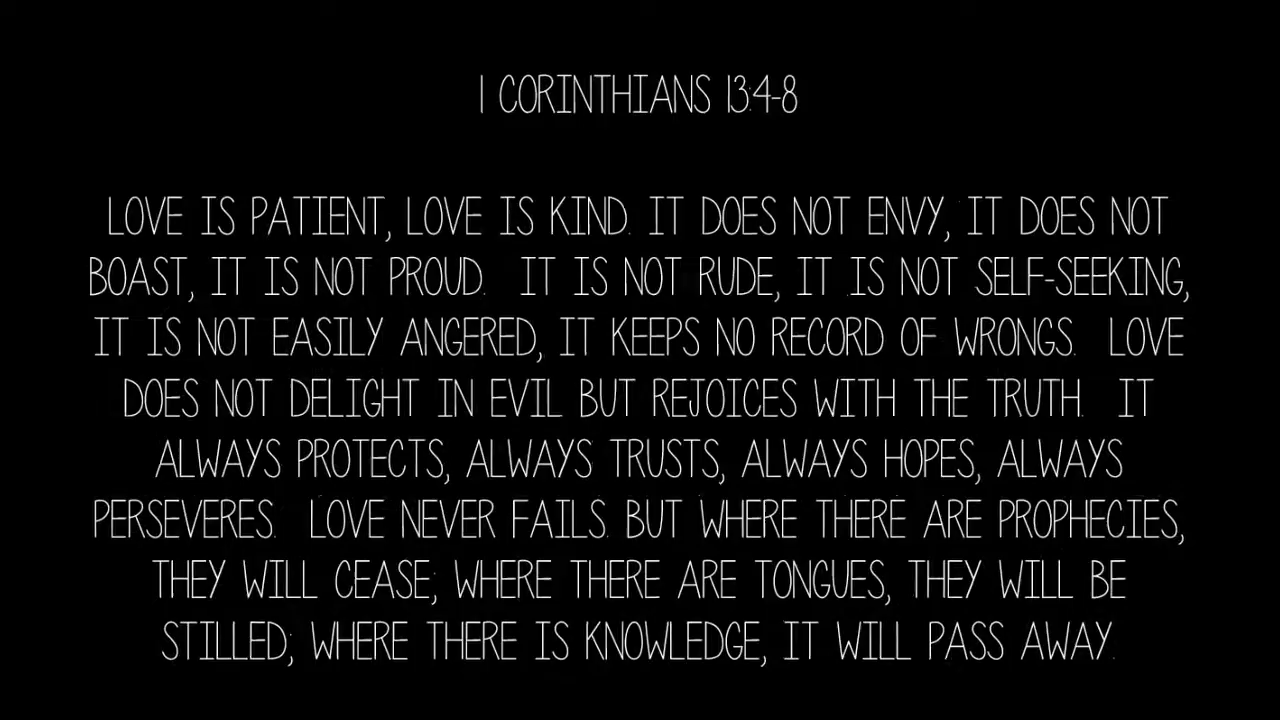 1 CORINTHIANS 13:4-8
LOVE IS PATIENT, LOVE IS KIND. IT DOES NOT ENVY, IT DOES NOT
BOAST, IT IS NOT PROUD. IT IS NOT RUDE, IT IS NOT SELF-SEEKING,
IT IS NOT EASILY ANGERED, IT KEEPS NO RECORD OF WRONGS. LOVE
DOES NOT DELIGHT IN EVIL BUT REJOICES WITH THE TRUTH. IT
ALWAYS PROTECTS, ALWAYS TRUSTS, ALWAYS HOPES, ALWAYS
PERSEVERES. LOVE NEVER FAILS. BUT WHERE THERE ARE PROPHECIES,
THEY WILL CEASE; WHERE THERE ARE TONGUES, THEY WILL BE
STILLED; WHERE THERE IS KNOWLEDGE, IT WILL PASS AWAY.